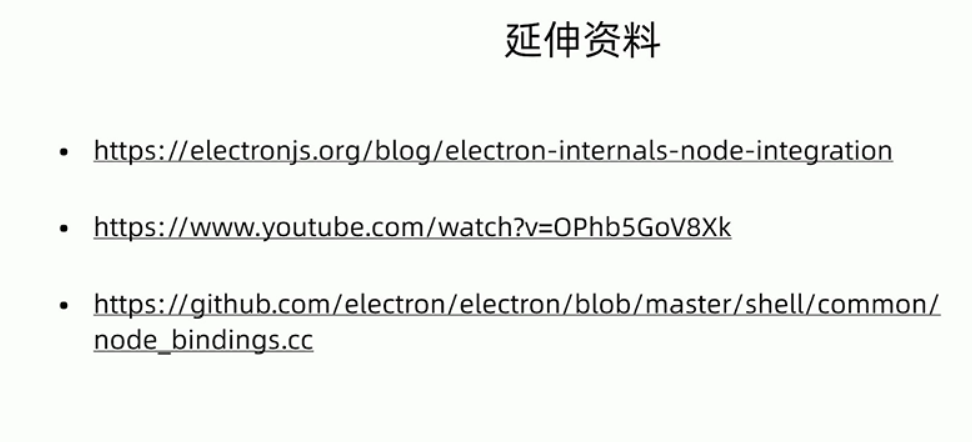 延伸资料
• https://electronjs.org/blog/electron-internals-node-integration
• https://www.youtube.com/watch?v=OPhb5GoV8Xk
• https://github.com/electron/electron/blob/master/shell/common/
node_bindings.cc